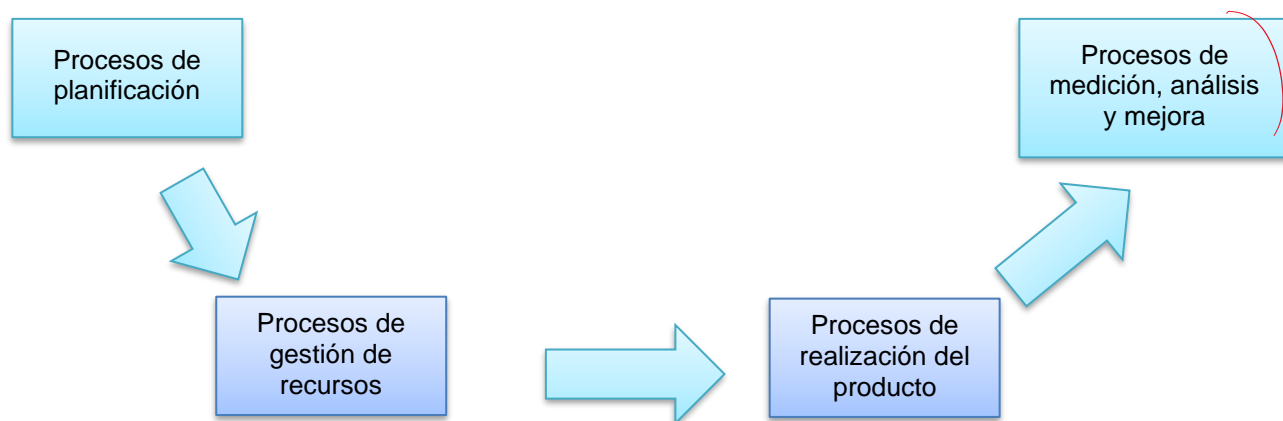 Procesos de
planificación
Procesos de
gestión de
recursos
Procesos de
realización del
producto
Procesos de
medición, análisis
y mejora